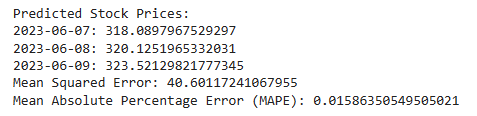 Predicted Stock Prices:
2023-06-07: 318.0897967529297
2023-06-08: 320.1251965332031
2023-06-09: 323.52129821777345
Mean Squared Error: 40.60117241067955
Mean Absolute Percentage Error (MAPE): 0.01586350549505021